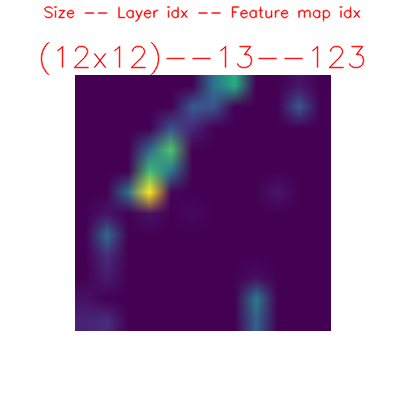 Size -- Layer idx -- Feature map idx
(12x12)--13--123